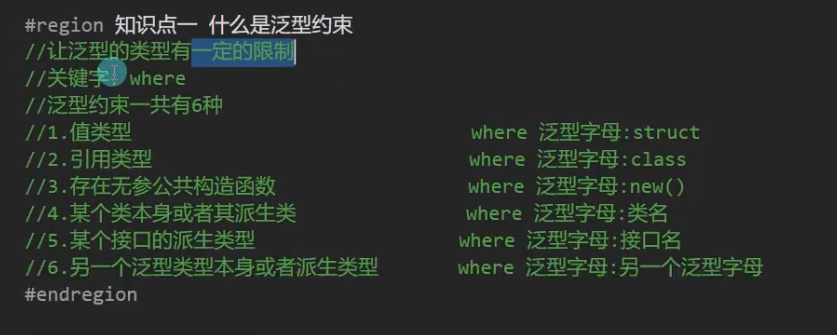 #region 知识点一 什么是泛型约束
//让泛型的类型有一定的限制
//关键字: where
//泛型约束一共有6种
//1.值类型 where 泛型字母:struct
//2.引用类型 where 泛型字母:class
//3.存在无参公共构造函数 where 泛型字母:new()
//4.某个类本身或者其派生类 where 泛型字母:类名
//5.某个接口的派生类型 where 泛型字母:接口名
//6.另一个泛型类型本身或者派生类型 where 泛型字母:另一个泛型字母
#endregion